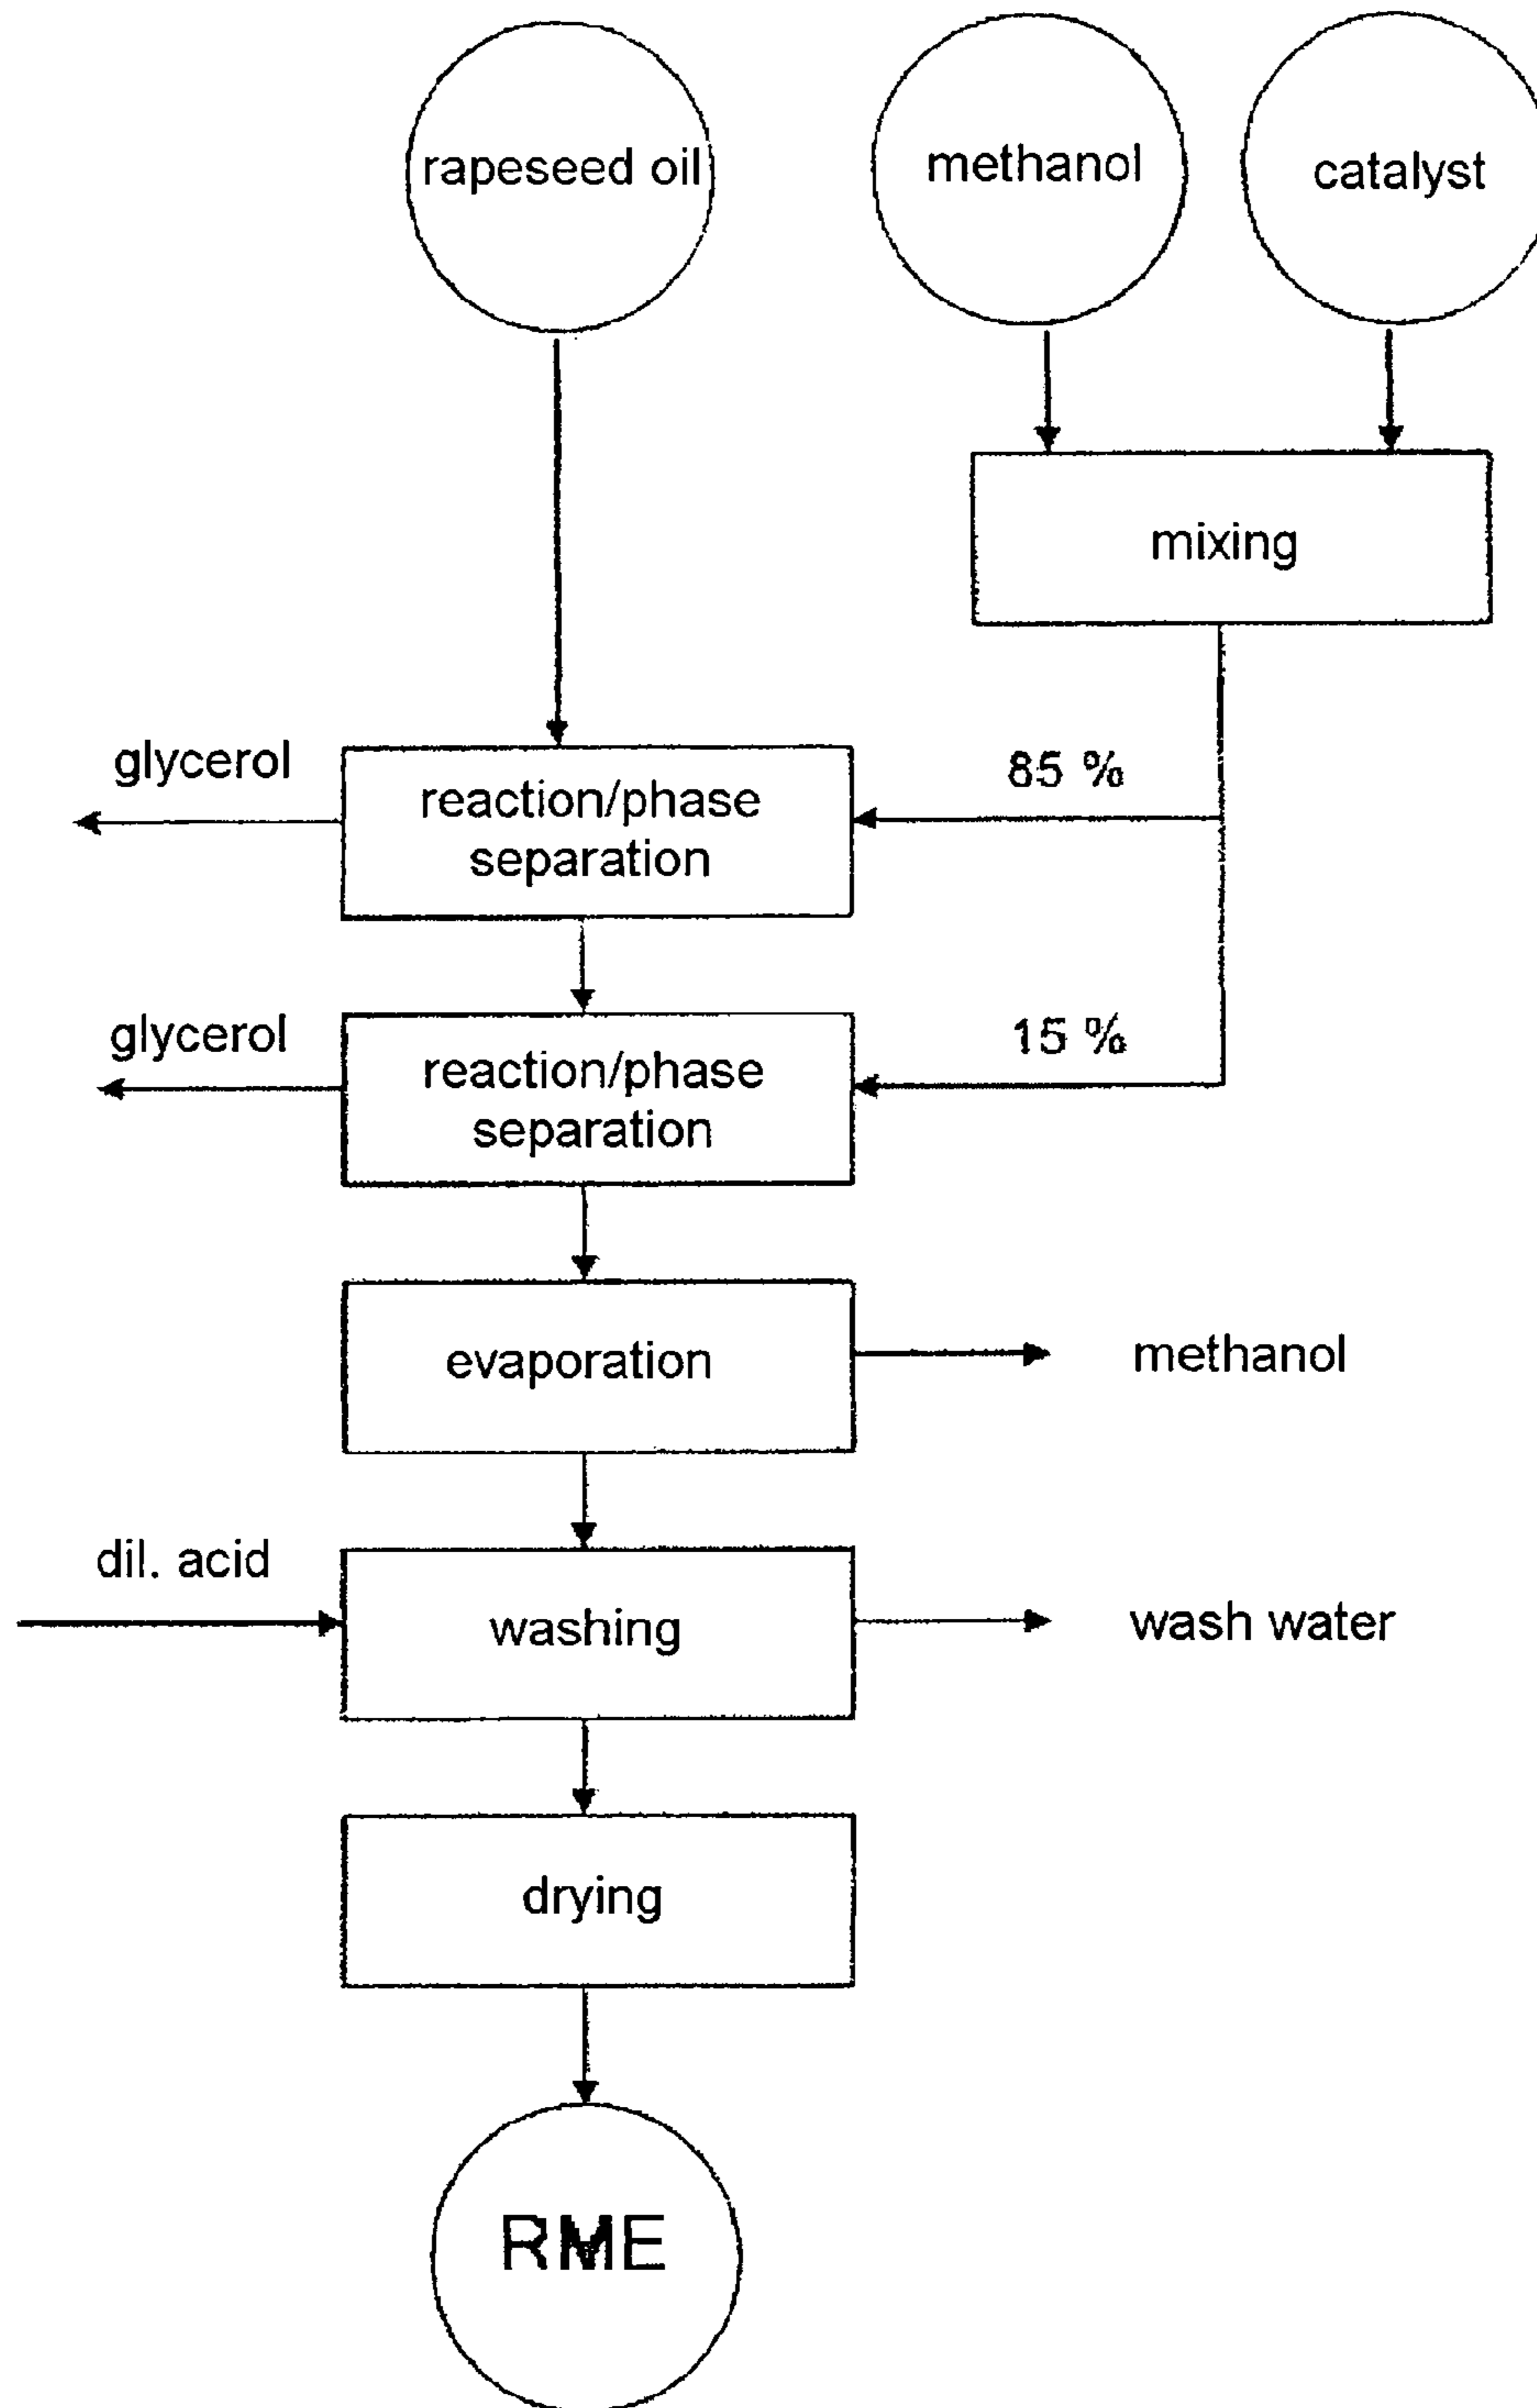 rapeseed oil
methanol
catalyst
mixing
glycerol
85 %
reaction/phase
separation
glycerol
15 %
reaction/phase
separation
evaporation
methanol
dil. acid
washing
wash water
drying
RME